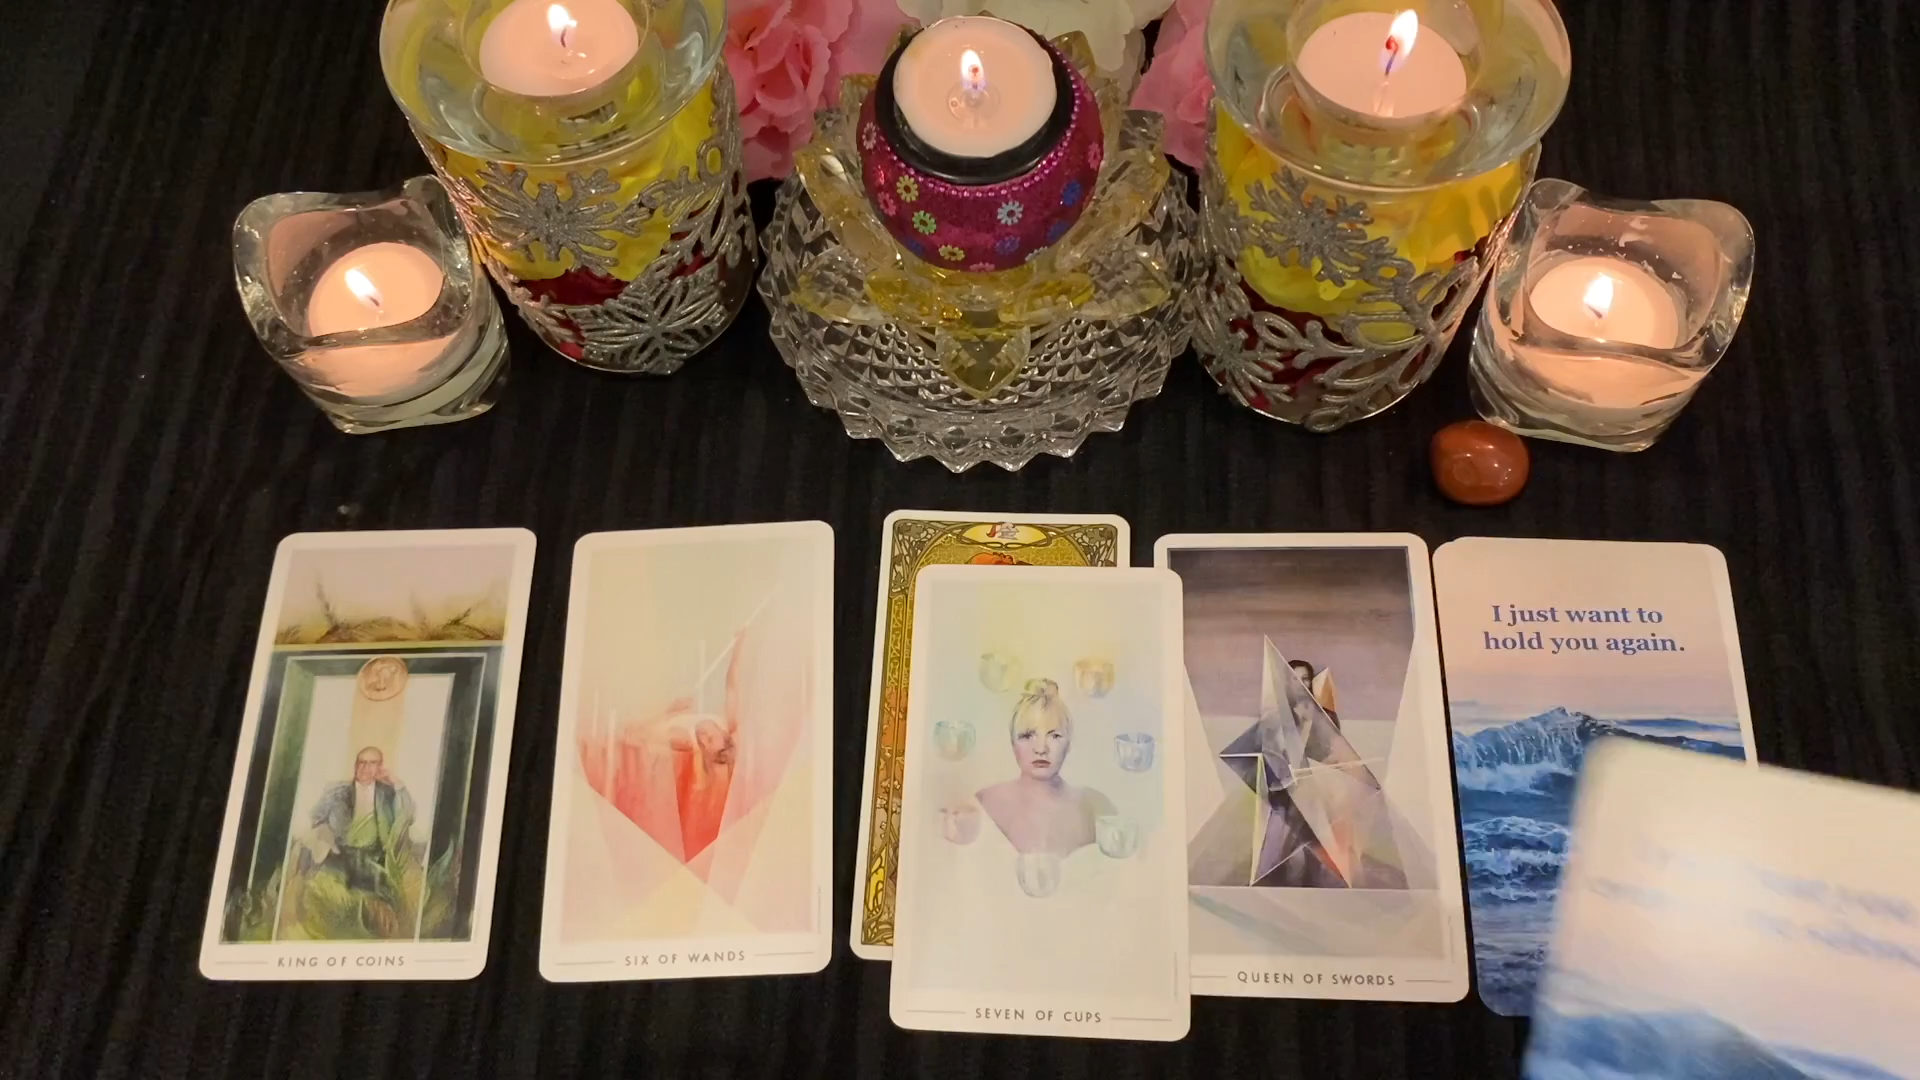 I just want to
hold you again.
KING OF COINS
SIX OF WANDS
SEVEN OF CUPS
QUEEN OF SWORDS